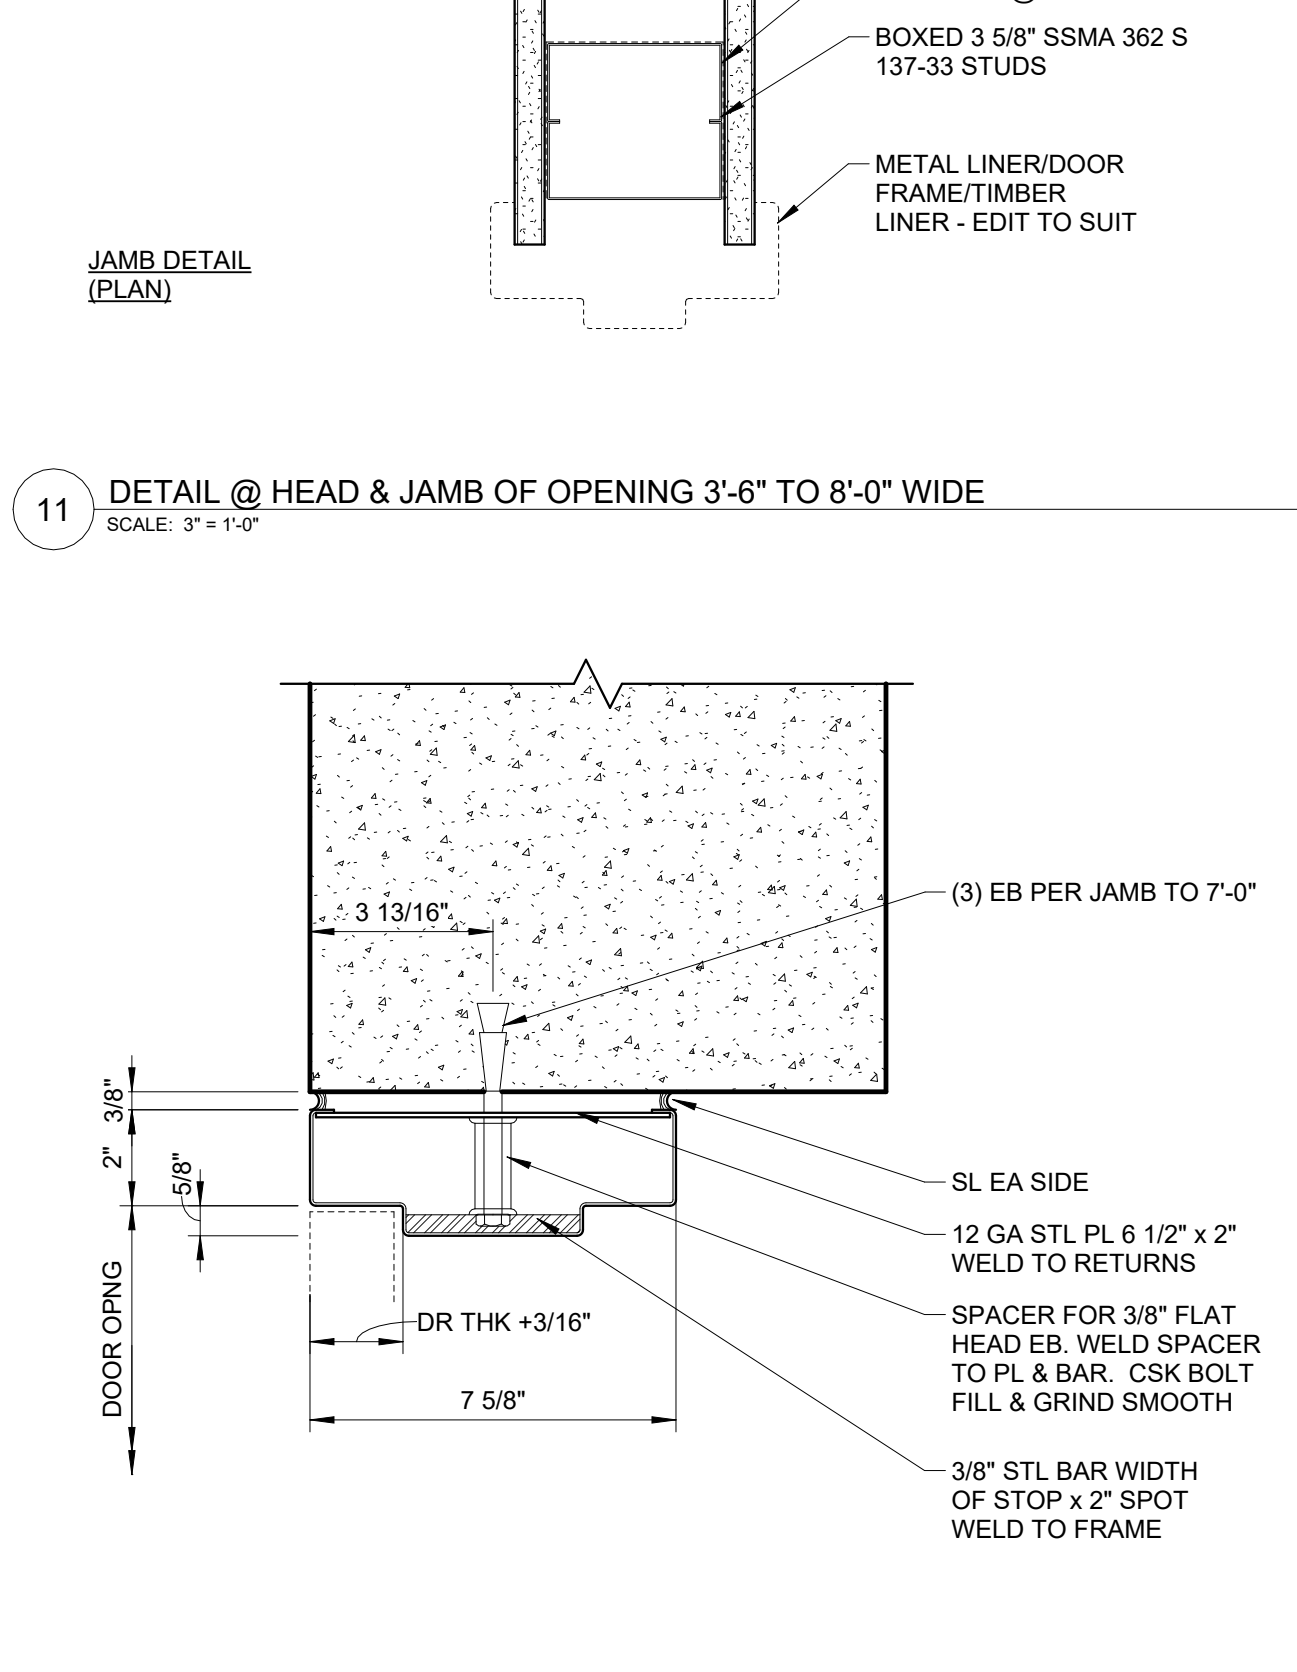 BOXED 3 5/8" SSMA 362 S
137-33 STUDS
METAL LINER/DOOR
FRAME/TIMBER
LINER - EDIT TO SUIT
JAMB DETAIL
(PLAN)
11
DETAIL @ HEAD & JAMB OF OPENING 3'-6" TO 8'-0" WIDE
SCALE: 3" = 1'-0"
(3) EB PER JAMB TO 7'-0"
3 13/16"
3/8"
2"
5/8"
DOOR OPNG
SL EA SIDE
12 GA STL PL 6 1/2" x 2"
WELD TO RETURNS
SPACER FOR 3/8" FLAT
HEAD EB. WELD SPACER
TO PL & BAR. CSK BOLT
FILL & GRIND SMOOTH
DR THK +3/16"
7 5/8"
3/8" STL BAR WIDTH
OF STOP x 2" SPOT
WELD TO FRAME